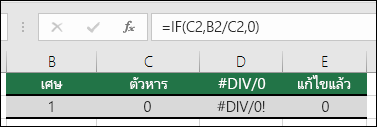 fx =IF(C2,B2/C2,0)
B C D E
เศษ ตัวหาร #DIV/0 แก้ไขแล้ว
1 0 #DIV/0! 0